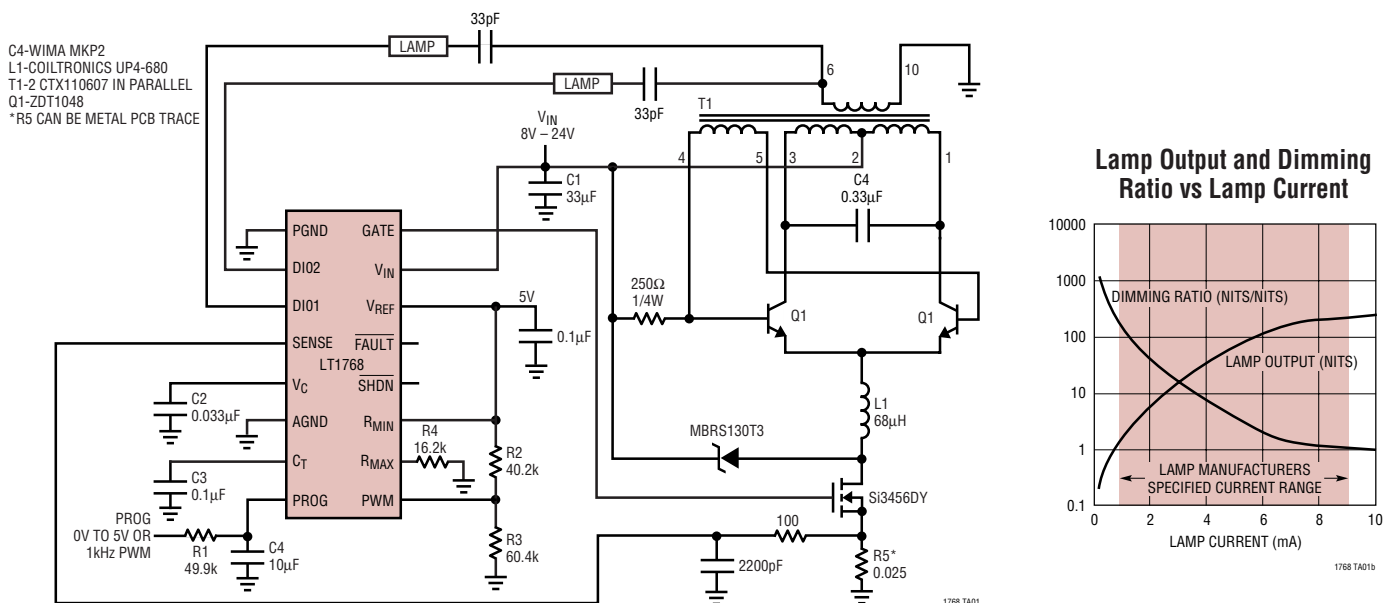 C4-WIMA MKP2
L1-COILTRONICS UP4-680
T1-2 CTX110607 IN PARALLEL
Q1-ZDT1048
*R5 CAN BE METAL PCB TRACE
33pF
LAMP
LAMP
33pF
6
10
T1
VIN
8V – 24V
4
5
3
2
1
C1
33µF
C4
0.33µF
PGND
DI02
DI01
SENSE
VC
AGND
CT
PROG
GATE
VIN
VREF
FAULT
LT1768
SHDN
RMIN
RMAX
PWM
5V
0.1µF
250Ω
1/4W
Q1
Q1
L1
68µH
MBRS130T3
Si3456DY
C2
0.033µF
C3
0.1µF
R4
16.2k
R2
40.2k
R3
60.4k
PROG
0V TO 5V OR
1kHz PWM
R1
49.9k
C4
10µF
100
2200pF
R5*
0.025
1768 TA01
Lamp Output and Dimming
Ratio vs Lamp Current
10000
1000
100
10
1
0.1
DIMMING RATIO (NITS/NITS)
LAMP OUTPUT (NITS)
LAMP MANUFACTURERS
SPECIFIED CURRENT RANGE
0 2 4 6 8 10
LAMP CURRENT (mA)
1768 TA01b